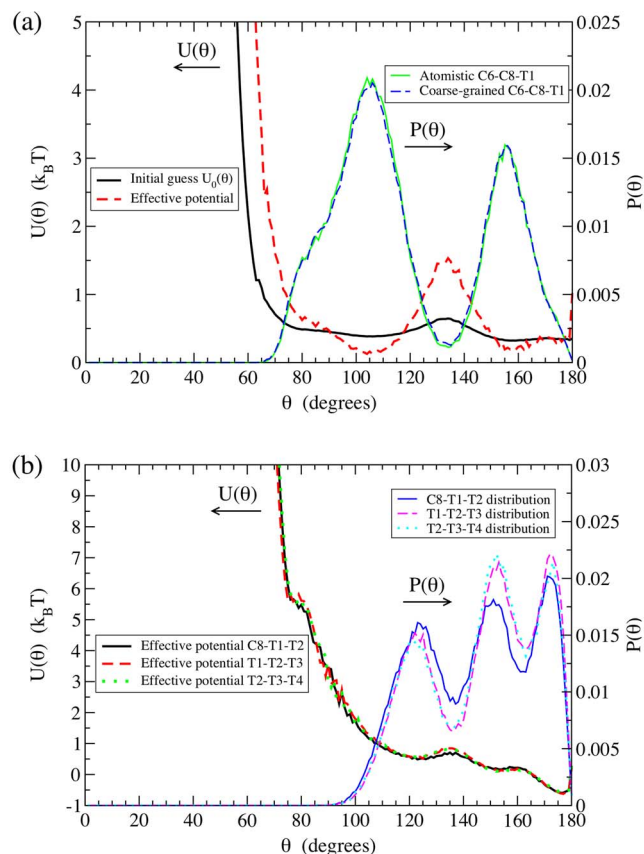 (a)
5
4
3
2
1
0
U(θ) (kBT)
0.025
0.02
0.015
0.01
0.005
0
P(θ)
U(θ)
Atomistic C6-C8-T1
Coarse-grained C6-C8-T1
P(θ)
Initial guess U0(θ)
Effective potential
0 20 40 60 80 100 120 140 160 180
θ (degrees)
(b)
10
9
8
7
6
5
4
3
2
1
0
-1
U(θ) (kBT)
0.03
0.025
0.02
0.015
0.01
0.005
0
P(θ)
U(θ)
C8-T1-T2 distribution
T1-T2-T3 distribution
T2-T3-T4 distribution
P(θ)
Effective potential C8-T1-T2
Effective potential T1-T2-T3
Effective potential T2-T3-T4
0 20 40 60 80 100 120 140 160 180
θ (degrees)